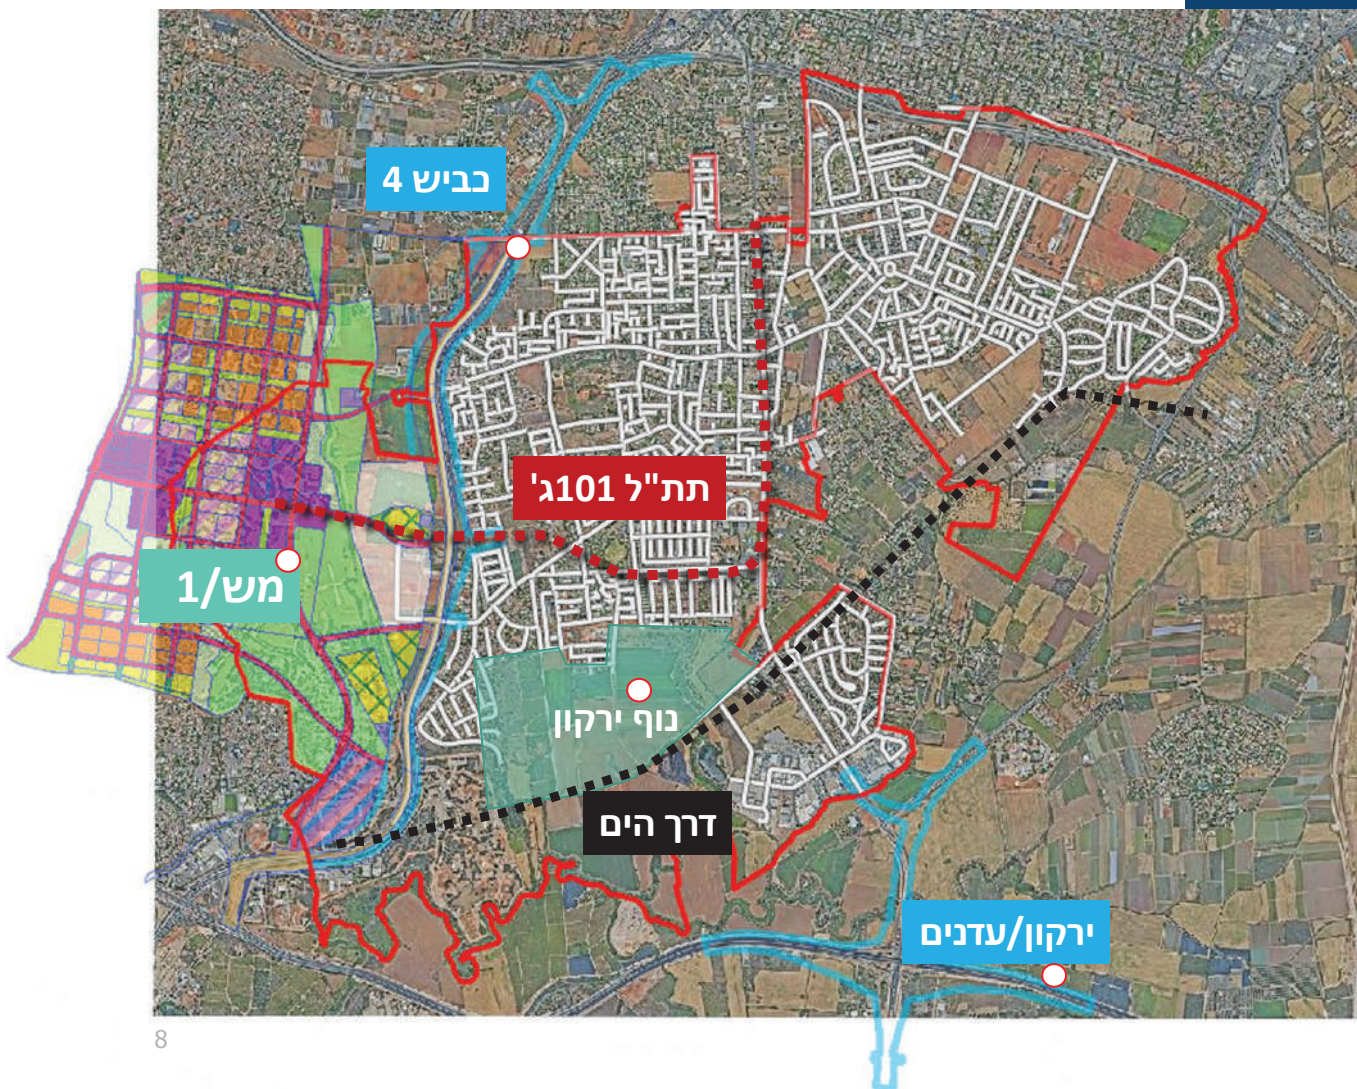 כביש 4
תת"ל 101ג'
מש/1
נוף ירקון
דרך הים
ירקון/עדנים
8